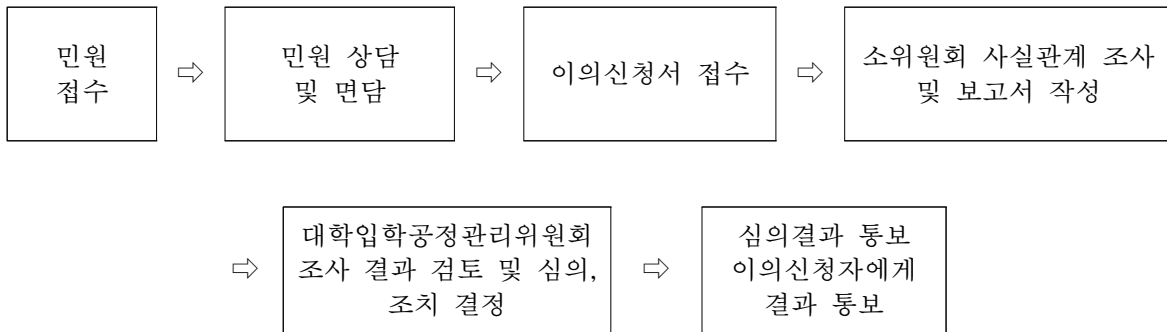 민원
접수
⇨
민원 상담
및 면담
⇨
이의신청서 접수
⇨
소위원회 사실관계 조사
및 보고서 작성
⇨
대학입학공정관리위원회
조사 결과 검토 및 심의,
조치 결정
⇨
심의결과 통보
이의신청자에게
결과 통보